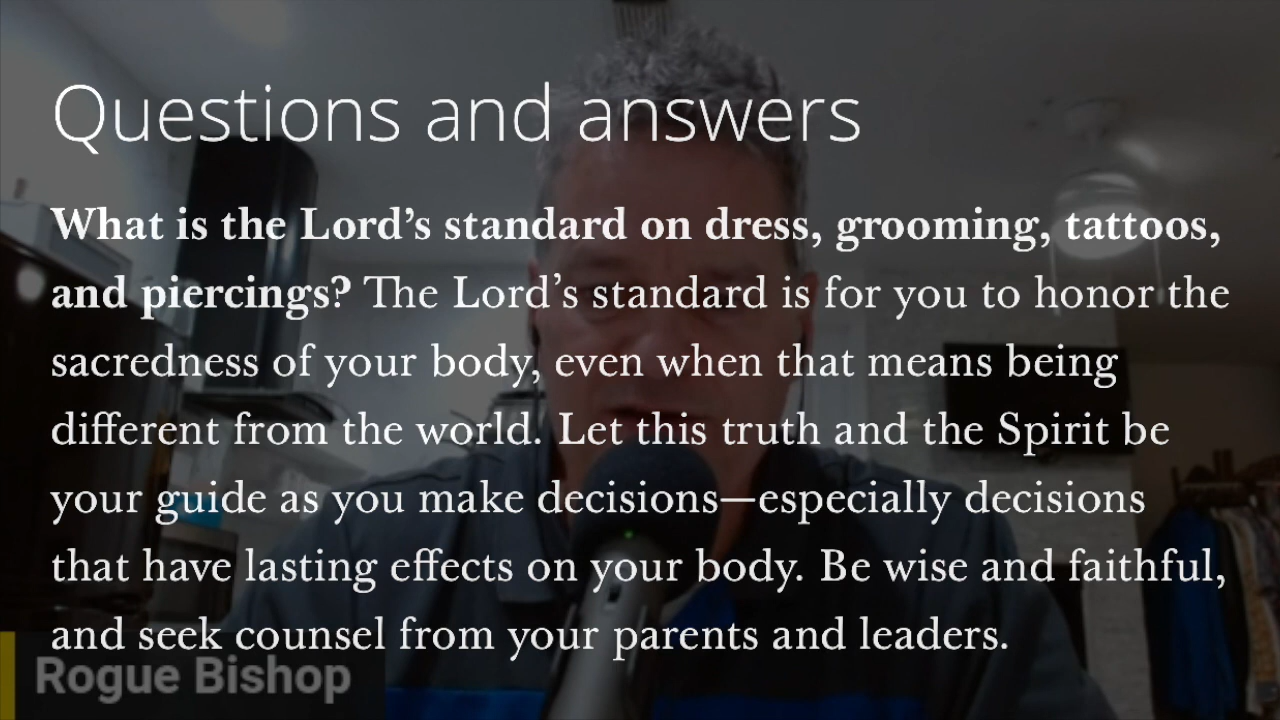 Questions and answers
What is the Lord’s standard on dress, grooming, tattoos,
and piercings? The Lord’s standard is for you to honor the
sacredness of your body, even when that means being
different from the world. Let this truth and the Spirit be
your guide as you make decisions—especially decisions
that have lasting effects on your body. Be wise and faithful,
and seek counsel from your parents and leaders.
Rogue Bishop